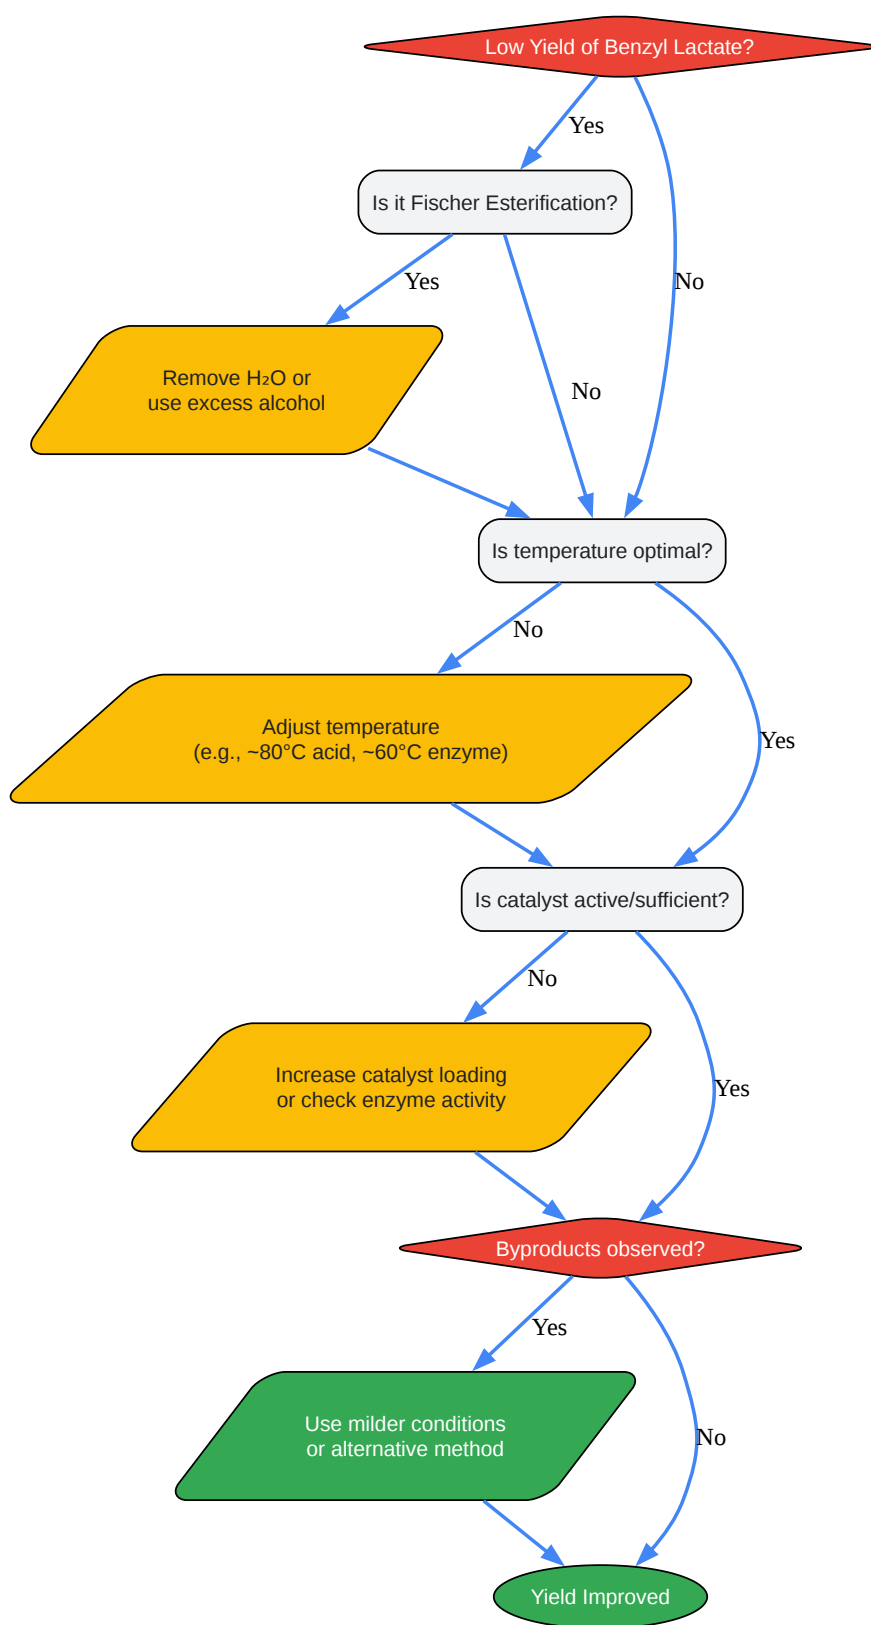 Low Yield of Benzyl Lactate?
Yes
Is it Fischer Esterification?
Yes
No
Remove H₂O or
use excess alcohol
No
Is temperature optimal?
No
Adjust temperature
(e.g., ~80°C acid, ~60°C enzyme)
Yes
Is catalyst active/sufficient?
No
Increase catalyst loading
or check enzyme activity
Yes
Byproducts observed?
Yes
Use milder conditions
or alternative method
No
Yield Improved